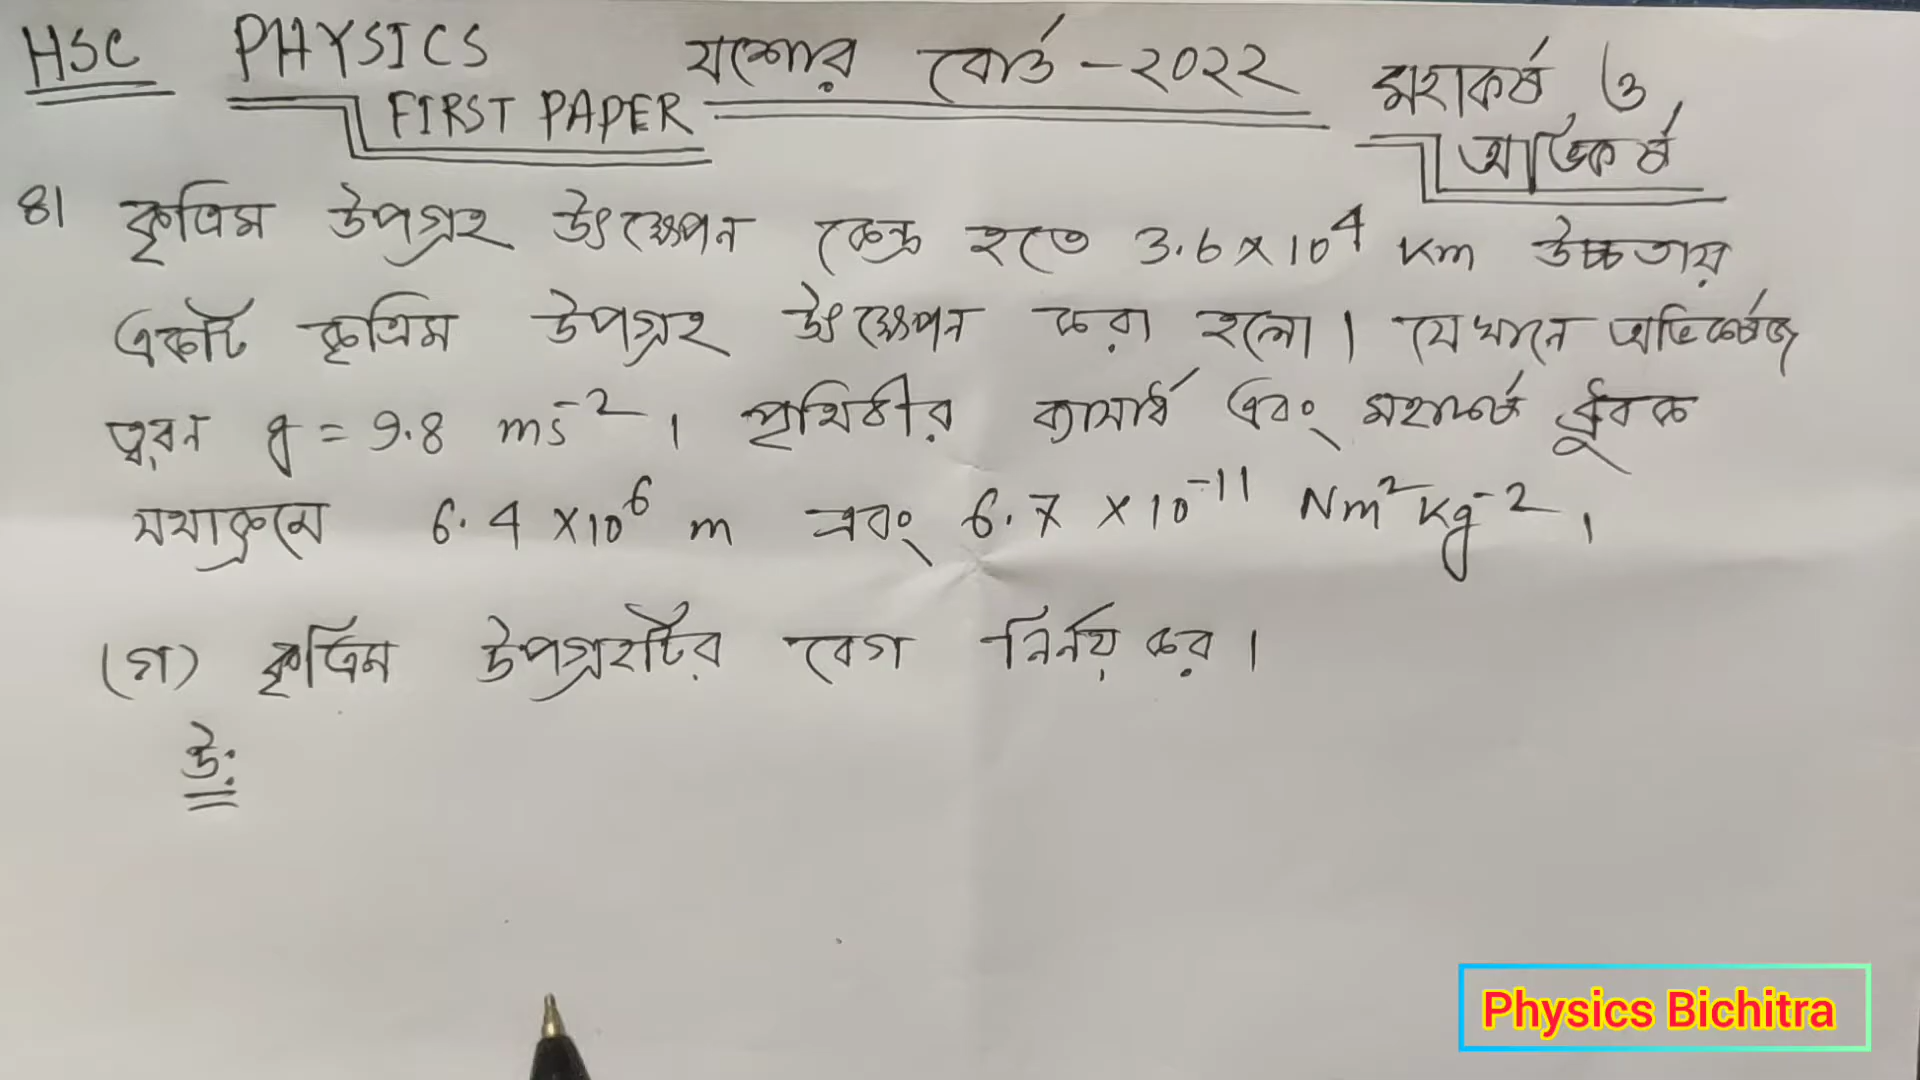 HSC PHYSICS যশোর বোর্ড - ২০২২ মহাকর্ষ ও
FIRST PAPER অভিকর্ষ
৪। কৃত্রিম উপগ্রহ উৎক্ষেপন কেন্দ্র হতে 3.6×10⁴ km উচ্চতায়
একটি কৃত্রিম উপগ্রহ উৎক্ষেপন করা হলো। যেখানে অভিকর্ষজ
ত্বরন g = 9.8 ms⁻²। পৃথিবীর ব্যাসার্ধ এবং মহাকর্ষ ধ্রুবক
যথাক্রমে 6.4 ×10⁶ m এবং 6.7 ×10⁻¹¹ Nm²kg⁻²।
(গ) কৃত্রিম উপগ্রহটির বেগ নির্নয় কর।
উ:
Physics Bichitra